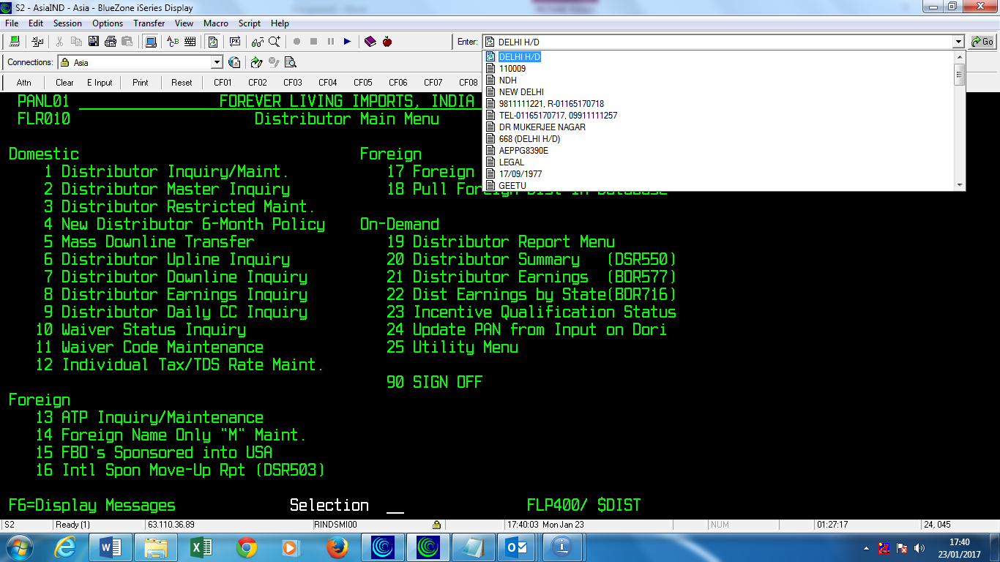 S2 - AsiaIND - Asia - BlueZone iSeries Display
File Edit Session Options Transfer View Macro Script Help
Enter: DELHI H/D Go
Connections: Asia
Attn Clear E Input Print Reset CF01 CF02 CF03 CF04 CF05 CF06 CF07 CF08
DELHI H/D
110009
NDH
NEW DELHI
9811111221, R-01165170718
TEL-01165170717, 09911111257
DR MUKERJEE NAGAR
668 (DELHI H/D)
AEPPG8390E
LEGAL
17/09/1977
GEETU
PANL01 FOREVER LIVING IMPORTS, INDIA
FLR010 Distributor Main Menu
Domestic
1 Distributor Inquiry/Maint.
2 Distributor Master Inquiry
3 Distributor Restricted Maint.
4 New Distributor 6-Month Policy
5 Mass Downline Transfer
6 Distributor Upline Inquiry
7 Distributor Downline Inquiry
8 Distributor Earnings Inquiry
9 Distributor Daily CC Inquiry
10 Waiver Status Inquiry
11 Waiver Code Maintenance
12 Individual Tax/TDS Rate Maint.
Foreign
13 ATP Inquiry/Maintenance
14 Foreign Name Only "M" Maint.
15 FBO's Sponsored into USA
16 Intl Spon Move-Up Rpt (DSR503)
Foreign
17 Foreign
18 Pull Foreign Dist in Database
On-Demand
19 Distributor Report Menu
20 Distributor Summary (DSR550)
21 Distributor Earnings (BOR577)
22 Dist Earnings by State(BOR716)
23 Incentive Qualification Status
24 Update PAN from Input on Dori
25 Utility Menu
90 SIGN OFF
F6=Display Messages Selection __ FLP400/ $DIST
S2 Ready (1) 63.110.36.89 RINDSMI00 17:40:03 Mon Jan 23 NUM 01:27:17 24, 045
17:40
23/01/2017